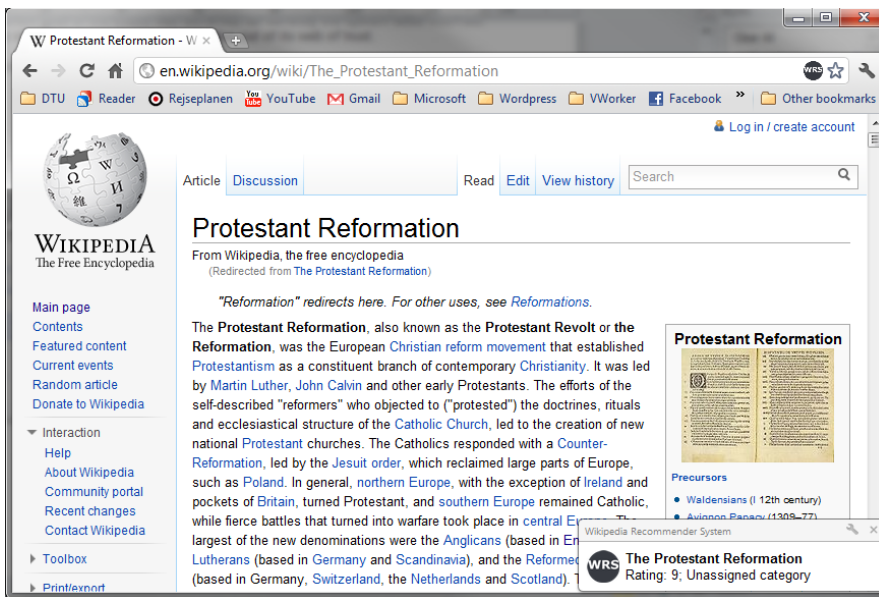 W Protestant Reformation - W ×
en.wikipedia.org/wiki/The_Protestant_Reformation WRS
DTU Reader Rejseplanen You Tube YouTube Gmail Microsoft Wordpress VWorker Facebook » Other bookmarks
Log in / create account
Article Discussion Read Edit View history Search
WIKIPEDIA
The Free Encyclopedia
Main page
Contents
Featured content
Current events
Random article
Donate to Wikipedia
Interaction
Help
About Wikipedia
Community portal
Recent changes
Contact Wikipedia
Toolbox
Print/export
Protestant Reformation
From Wikipedia, the free encyclopedia
(Redirected from The Protestant Reformation)
"Reformation" redirects here. For other uses, see Reformations.
The Protestant Reformation, also known as the Protestant Revolt or the
Reformation, was the European Christian reform movement that established
Protestantism as a constituent branch of contemporary Christianity. It was led
by Martin Luther, John Calvin and other early Protestants. The efforts of the
self-described "reformers" who objected to ("protested") the doctrines, rituals
and ecclesiastical structure of the Catholic Church, led to the creation of new
national Protestant churches. The Catholics responded with a Counter-
Reformation, led by the Jesuit order, which reclaimed large parts of Europe,
such as Poland. In general, northern Europe, with the exception of Ireland and
pockets of Britain, turned Protestant, and southern Europe remained Catholic,
while fierce battles that turned into warfare took place in central
largest of the new denominations were the Anglicans (based in
Lutherans (based in Germany and Scandinavia), and the
(based in Germany, Switzerland, the Netherlands and Scotland).
Protestant Reformation
Precursors
Waldensians (I 12th century)
Avignon Papacy (1309–77)
Wikipedia Recommender System
WRS The Protestant Reformation
Rating: 9; Unassigned category